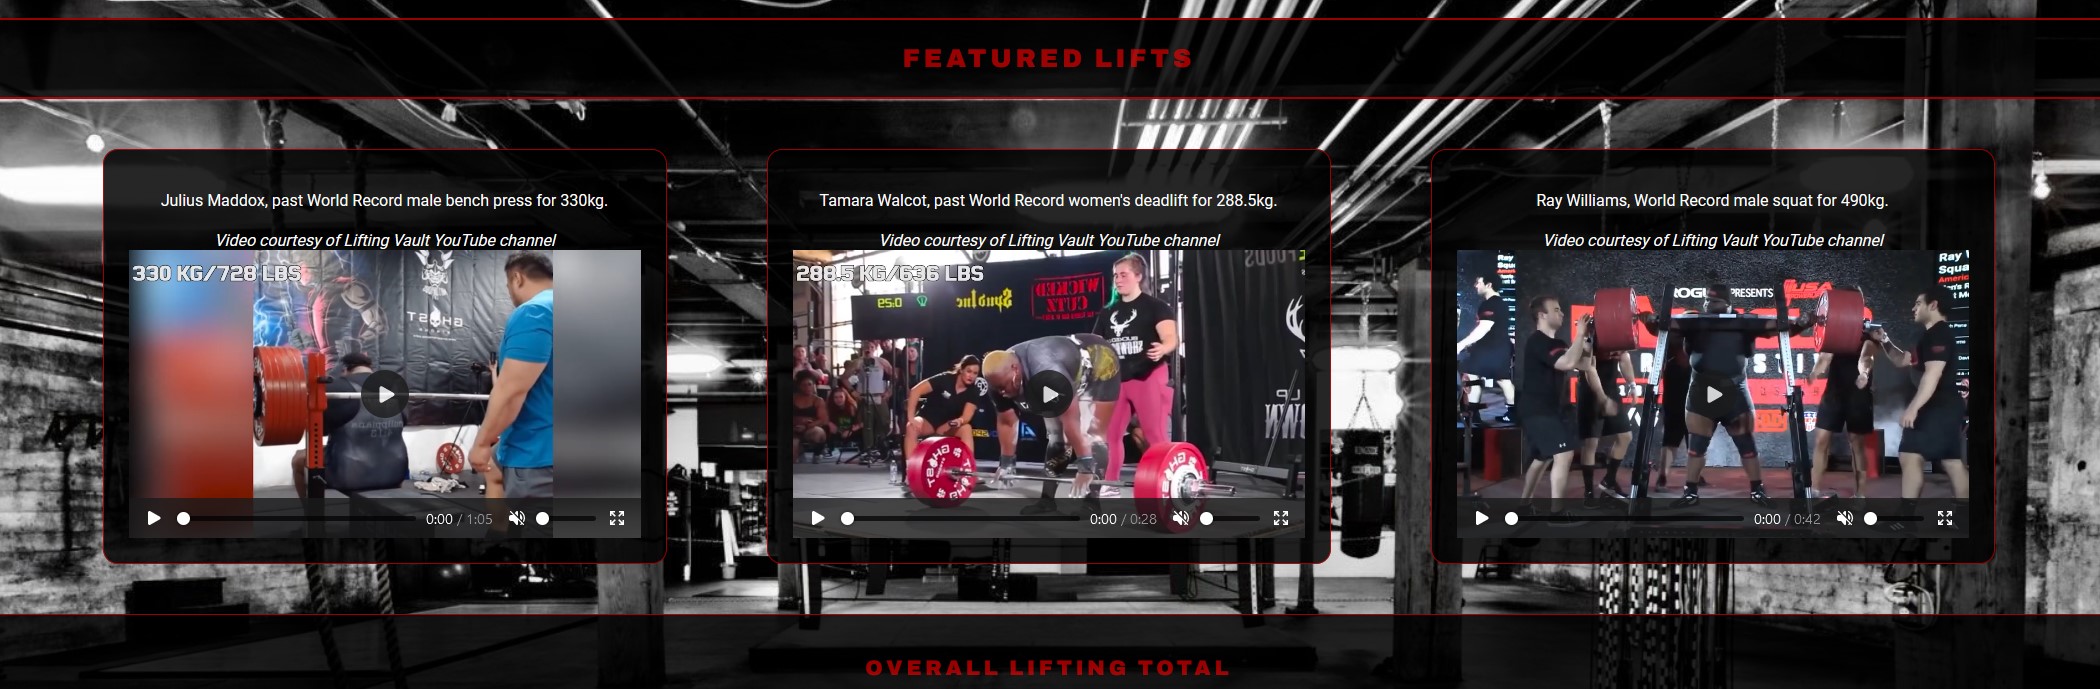 FEATURED LIFTS
Julius Maddox, past World Record male bench press for 330kg.
Video courtesy of Lifting Vault YouTube channel
330 KG/728 LBS
0:00 / 1:05
Tamara Walcot, past World Record women's deadlift for 288.5kg.
Video courtesy of Lifting Vault YouTube channel
288.5 KG/636 LBS
0:00 / 0:28
Ray Williams, World Record male squat for 490kg.
Video courtesy of Lifting Vault YouTube channel
PRESENTS
USA
0:00 / 0:42
OVERALL LIFTING TOTAL